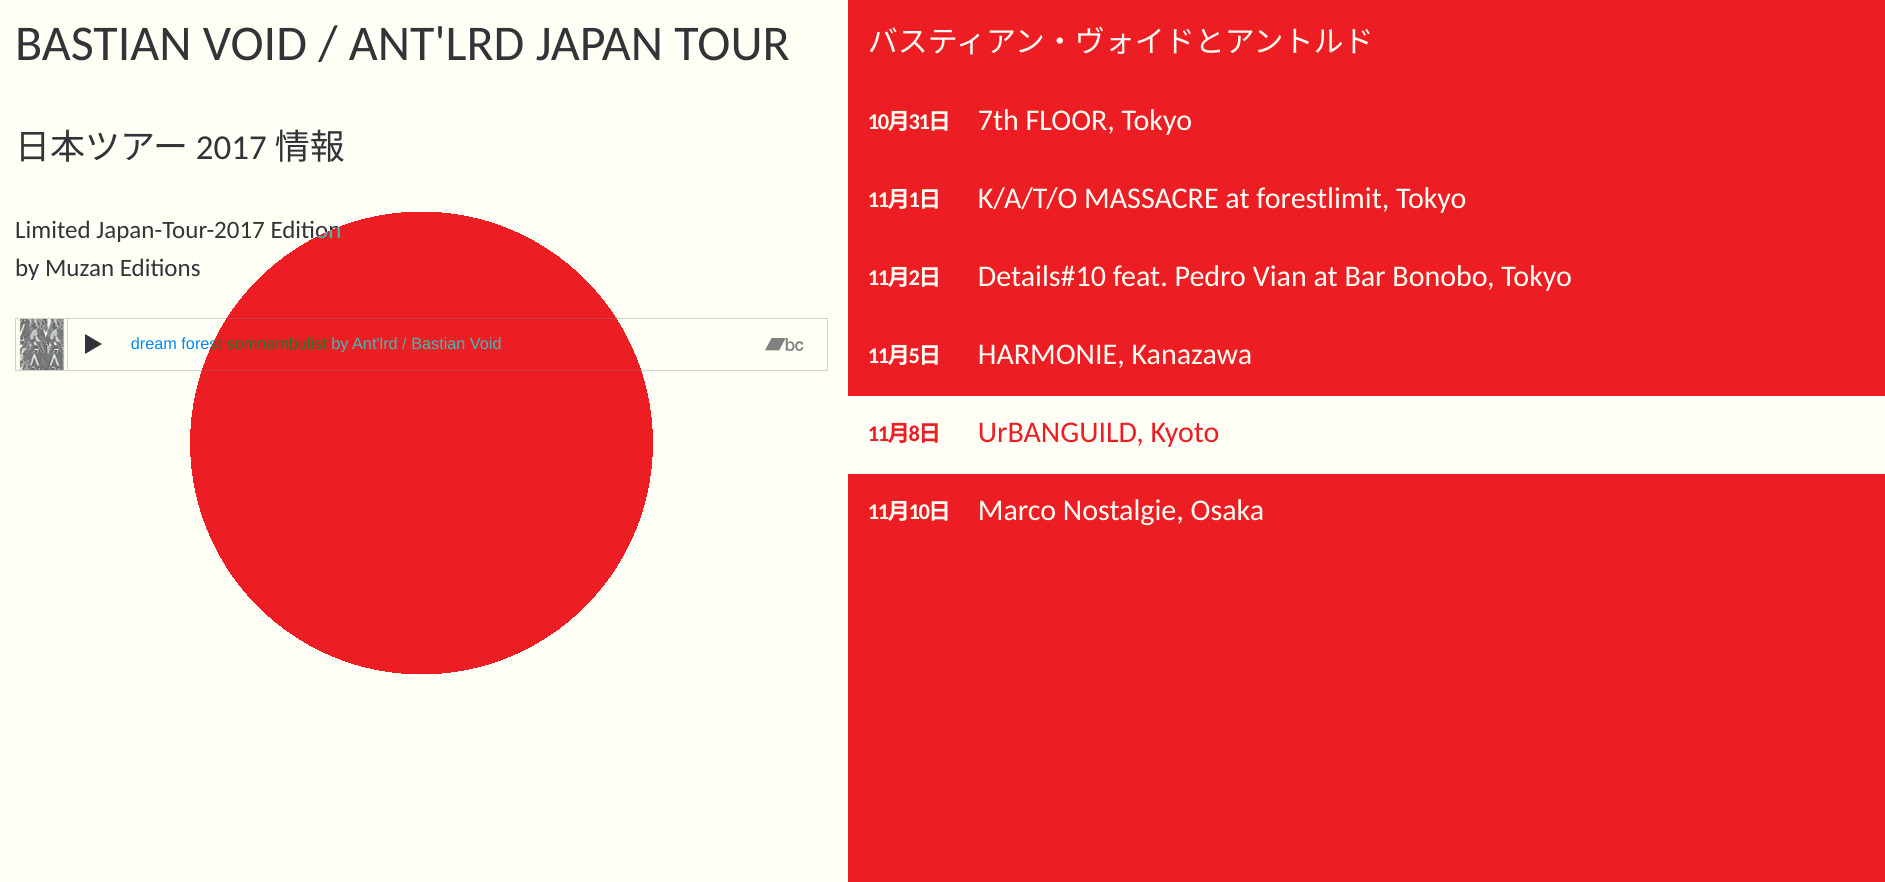 BASTIAN VOID / ANT'LRD JAPAN TOUR
日本ツアー 2017 情報
Limited Japan-Tour-2017 Edition
by Muzan Editions
dream forest somnambulist by Ant'lrd / Bastian Void
bc
バスティアン・ヴォイドとアントルド
10月31日 7th FLOOR, Tokyo
11月1日 K/A/T/O MASSACRE at forestlimit, Tokyo
11月2日 Details#10 feat. Pedro Vian at Bar Bonobo, Tokyo
11月5日 HARMONIE, Kanazawa
11月8日 UrBANGUILD, Kyoto
11月10日 Marco Nostalgie, Osaka